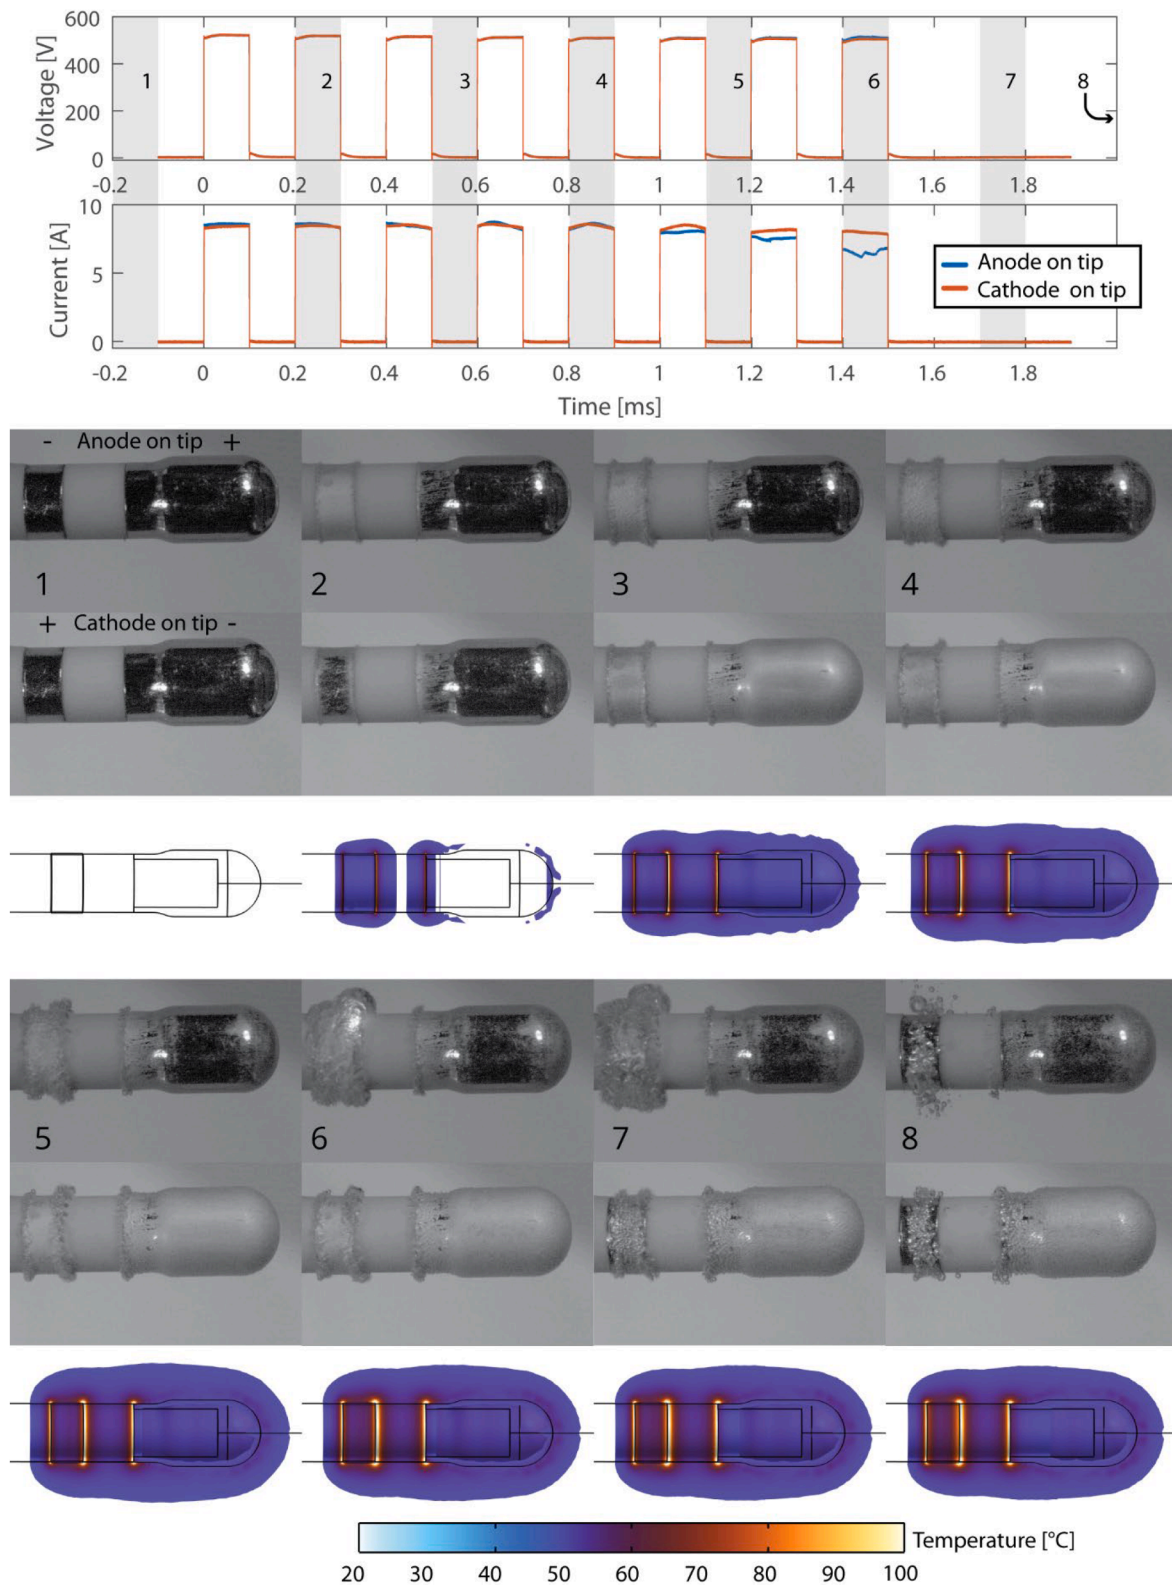 600
400
200
0
Voltage [V]
1 2 3 4 5 6 7 8
-0.2 0 0.2 0.4 0.6 0.8 1 1.2 1.4 1.6 1.8
10
5
0
Current [A]
Anode on tip
Cathode on tip
-0.2 0 0.2 0.4 0.6 0.8 1 1.2 1.4 1.6 1.8
Time [ms]
- Anode on tip +
1 2 3 4
+ Cathode on tip -
5 6 7 8
Temperature [°C]
20 30 40 50 60 70 80 90 100